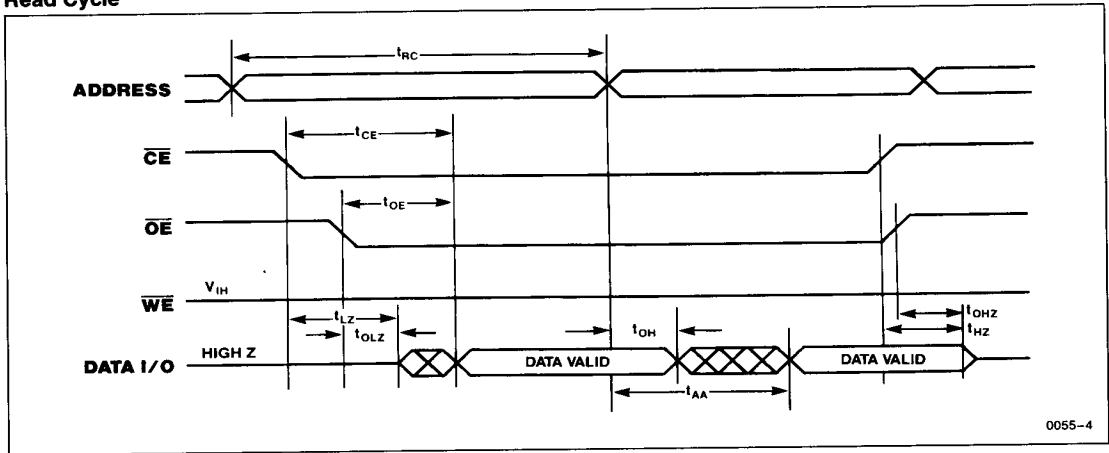 Read Cycle
tRC
ADDRESS
tCE
CE
tOE
OE
VIH
WE
tLZ
tOHZ
tOLZ
tOH
tHZ
HIGH Z
DATA I/O
DATA VALID
DATA VALID
tAA
0055-4